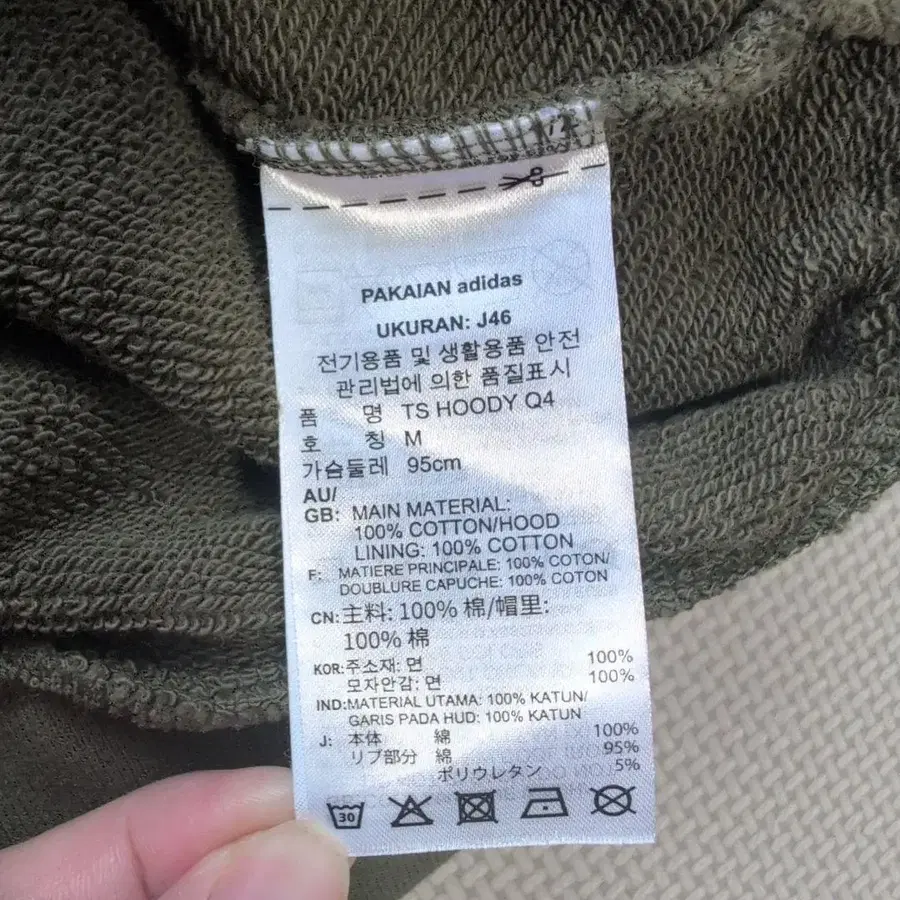 PAKAIAN adidas
UKURAN: J46
전기용품 및 생활용품 안전
관리법에 의한 품질표시
품 명 TS HOODY Q4
호 칭 M
가슴둘레 95cm
AU/
GB: MAIN MATERIAL:
100% COTTON/HOOD
LINING: 100% COTTON
F: MATIERE PRINCIPALE: 100% COTON/
DOUBLURE CAPUCHE: 100% COTON
CN: 主料: 100% 棉/帽里:
100% 棉
KOR: 주소재: 면 100%
모자안감: 면 100%
IND: MATERIAL UTAMA: 100% KATUN/
GARIS PADA HUD: 100% KATUN
J: 本体 綿 100%
リブ部分 綿 95%
ポリウレタン 5%
30